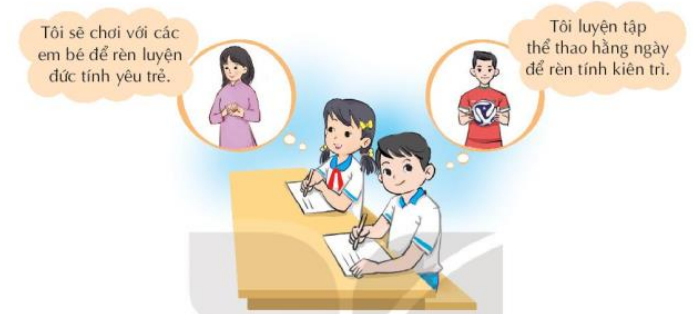 Tôi sẽ chơi với các
em bé để rèn luyện
đức tính yêu trẻ.
Tôi luyện tập
thể thao hằng ngày
để rèn tính kiên trì.